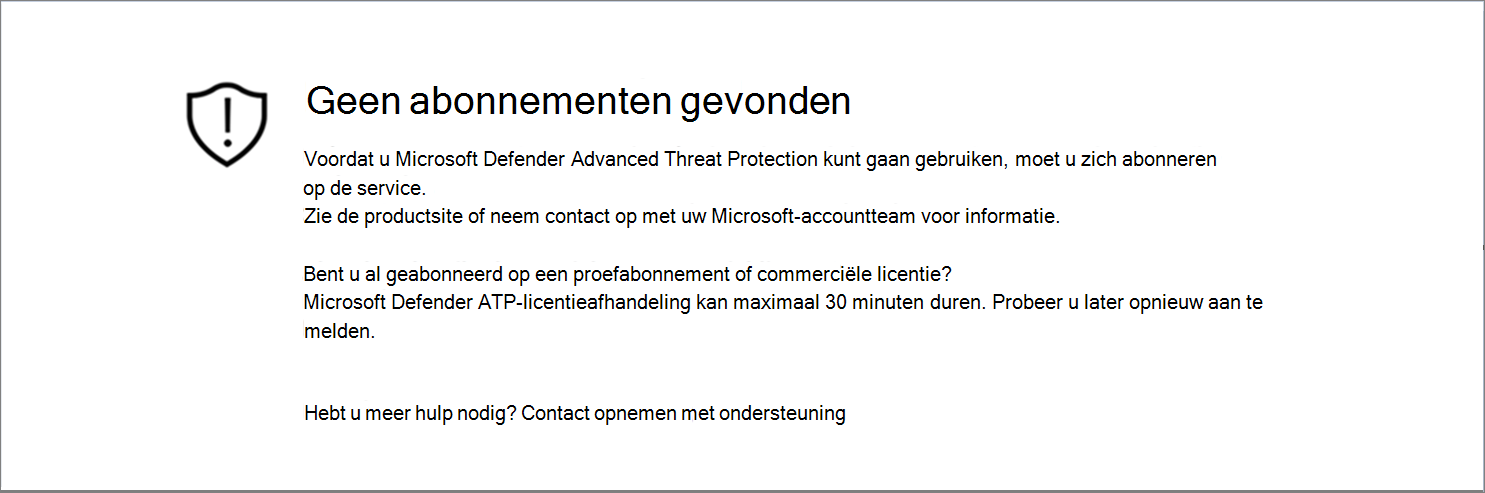 Geen abonnementen gevonden
Voordat u Microsoft Defender Advanced Threat Protection kunt gaan gebruiken, moet u zich abonneren
op de service.
Zie de productsite of neem contact op met uw Microsoft-accountteam voor informatie.
Bent u al geabonneerd op een proefabonnement of commerciële licentie?
Microsoft Defender ATP-licentieafhandeling kan maximaal 30 minuten duren. Probeer u later opnieuw aan te
melden.
Hebt u meer hulp nodig? Contact opnemen met ondersteuning